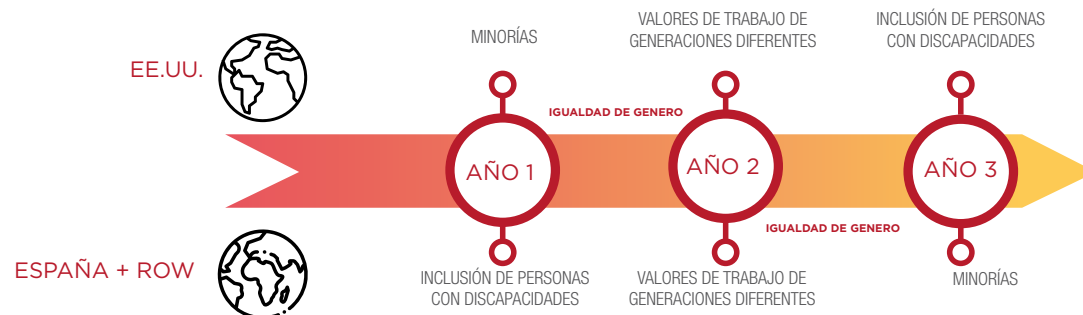 EE.UU.
MINORÍAS
VALORES DE TRABAJO DE
GENERACIONES DIFERENTES
INCLUSIÓN DE PERSONAS
CON DISCAPACIDADES
IGUALDAD DE GENERO
AÑO 1
AÑO 2
AÑO 3
IGUALDAD DE GENERO
ESPAÑA + ROW
INCLUSIÓN DE PERSONAS
CON DISCAPACIDADES
VALORES DE TRABAJO DE
GENERACIONES DIFERENTES
MINORÍAS